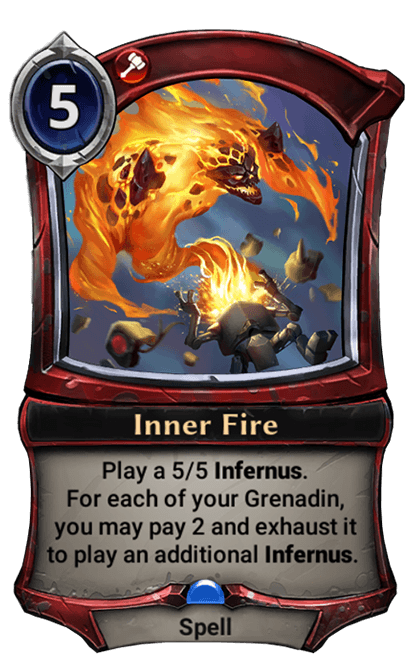 5
Inner Fire
Play a 5/5 Infernus.
For each of your Grenadin,
you may pay 2 and exhaust it
to play an additional Infernus.
Spell